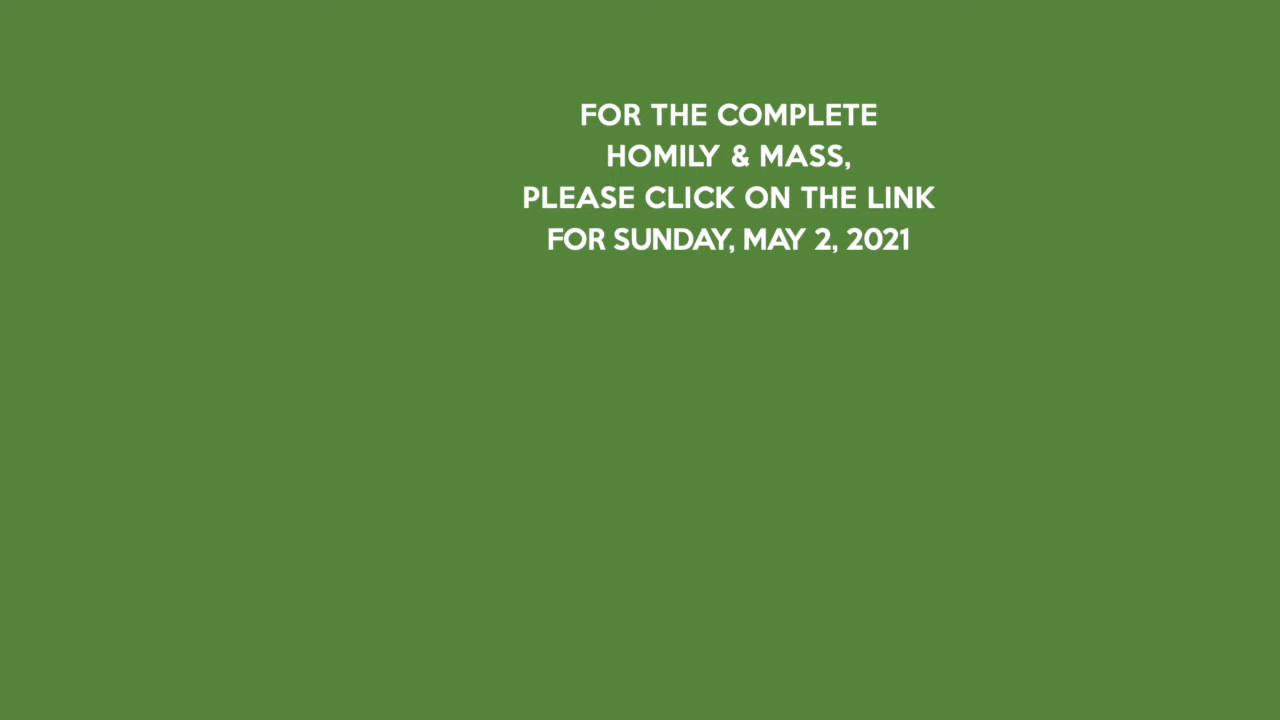 FOR THE COMPLETE
HOMILY & MASS,
PLEASE CLICK ON THE LINK
FOR SUNDAY, MAY 2, 2021